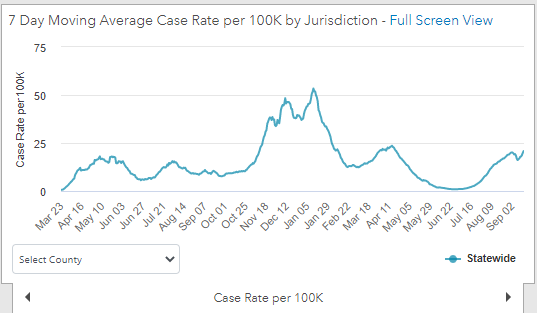 7 Day Moving Average Case Rate per 100K by Jurisdiction - Full Screen View
Case Rate per100K
75
50
25
0
Mar 23
Apr 16
May 10
Jun 03
Jun 27
Jul 21
Aug 14
Sep 07
Oct 01
Oct 25
Nov 18
Dec 12
Jan 05
Jan 29
Feb 22
Mar 18
Apr 11
May 05
May 29
Jun 22
Jul 16
Aug 09
Sep 02
Select County
Statewide
Case Rate per 100K